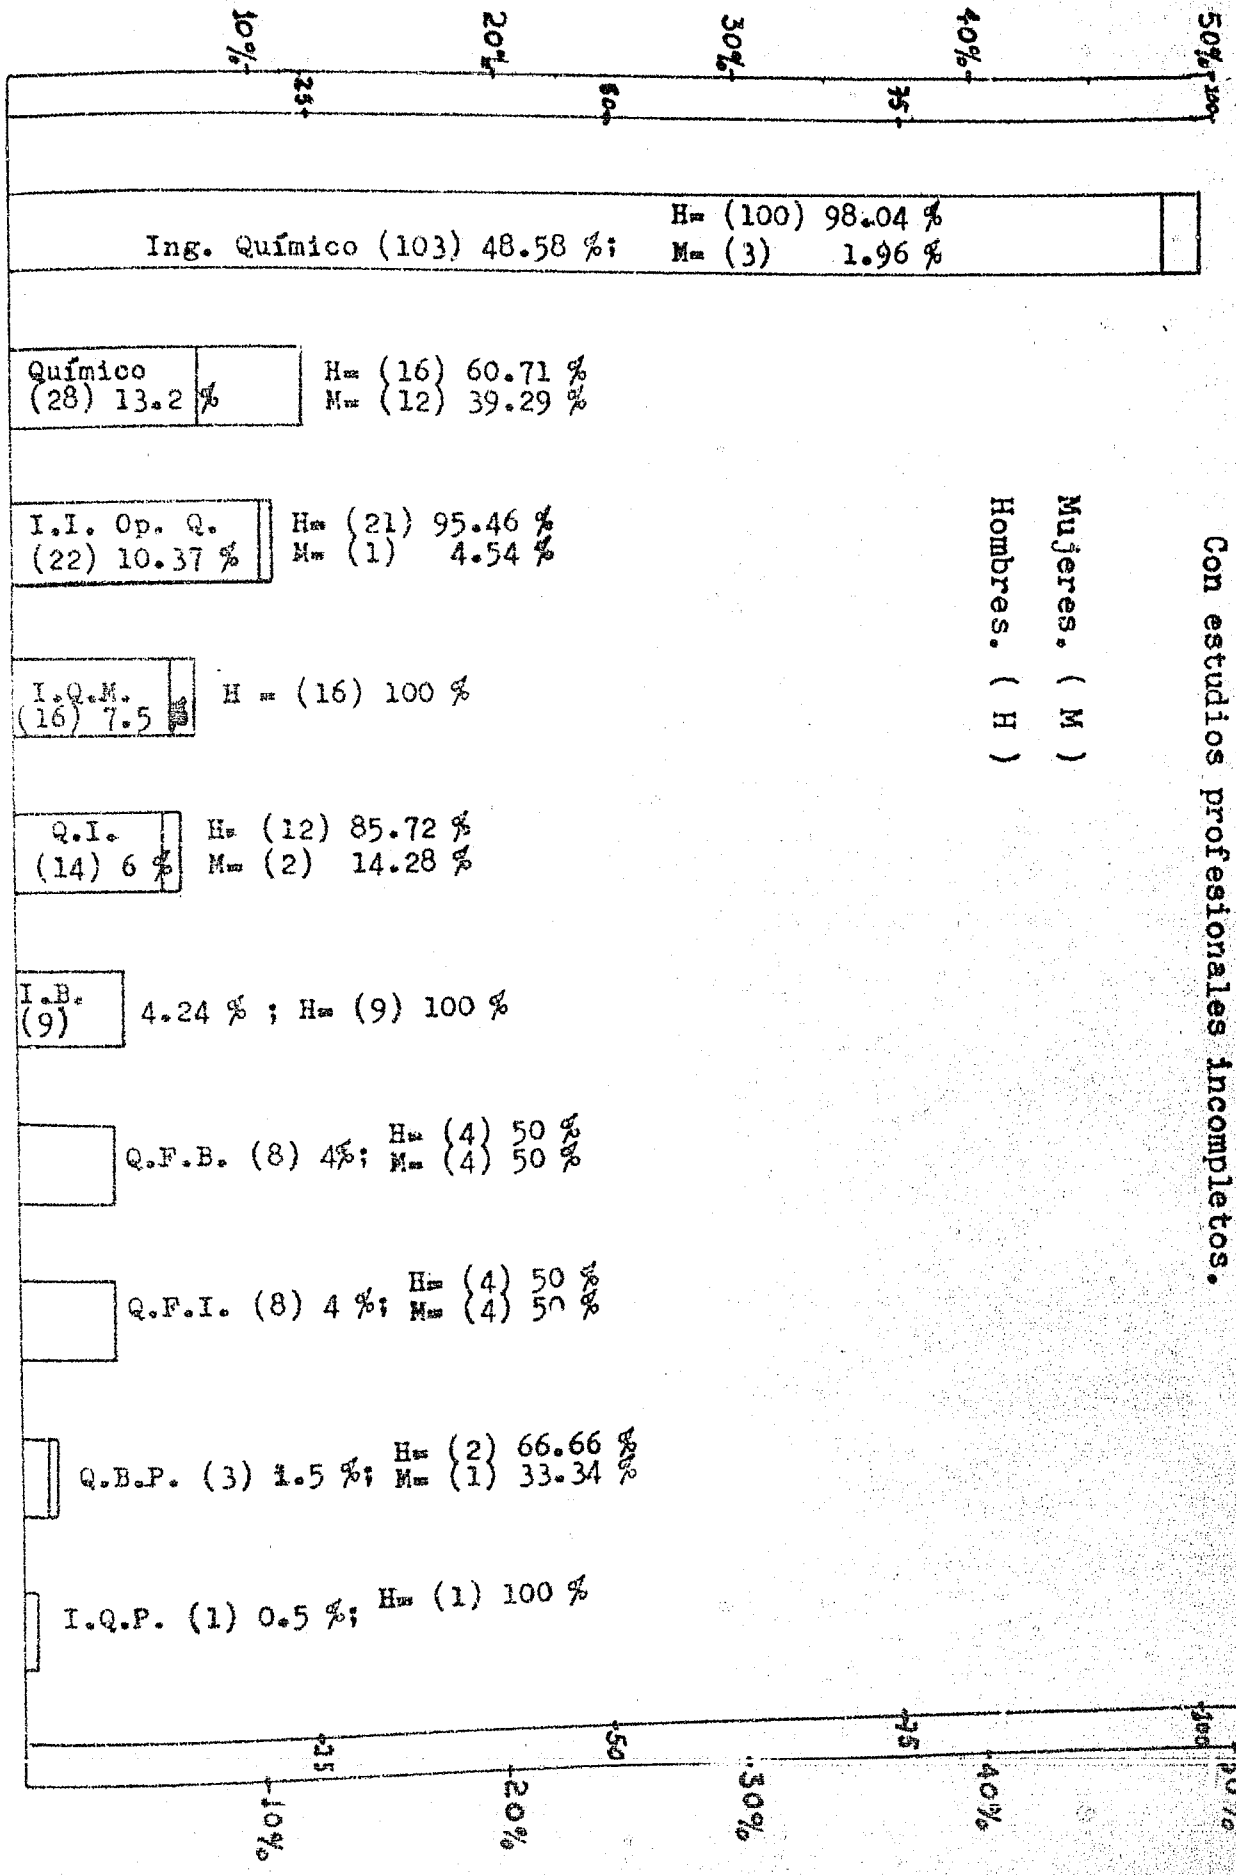 Con estudios profesionales incompletos.
Mujeres. ( M )
Hombres. ( H )
50% 100
40%
75
30%
50
20%
25
10%
Ing. Químico (103) 48.58 %; H= (100) 98.04 %
M= (3) 1.96 %
Químico
(28) 13.2 %
H= (16) 60.71 %
M= (12) 39.29 %
I.I. Op. Q.
(22) 10.37 %
H= (21) 95.46 %
M= (1) 4.54 %
I.Q.M.
(16) 7.5
H = (16) 100 %
Q.I.
(14) 6 %
H= (12) 85.72 %
M= (2) 14.28 %
I.B.
(9)
4.24 % ; H= (9) 100 %
Q.F.B. (8) 4%; H= (4) 50 %
M= (4) 50 %
Q.F.I. (8) 4 %; H= (4) 50 %
M= (4) 50 %
Q.B.P. (3) 1.5 %; H= (2) 66.66 %
M= (1) 33.34 %
I.Q.P. (1) 0.5 %; H= (1) 100 %
100
40%
75
30%
50
20%
25
10%